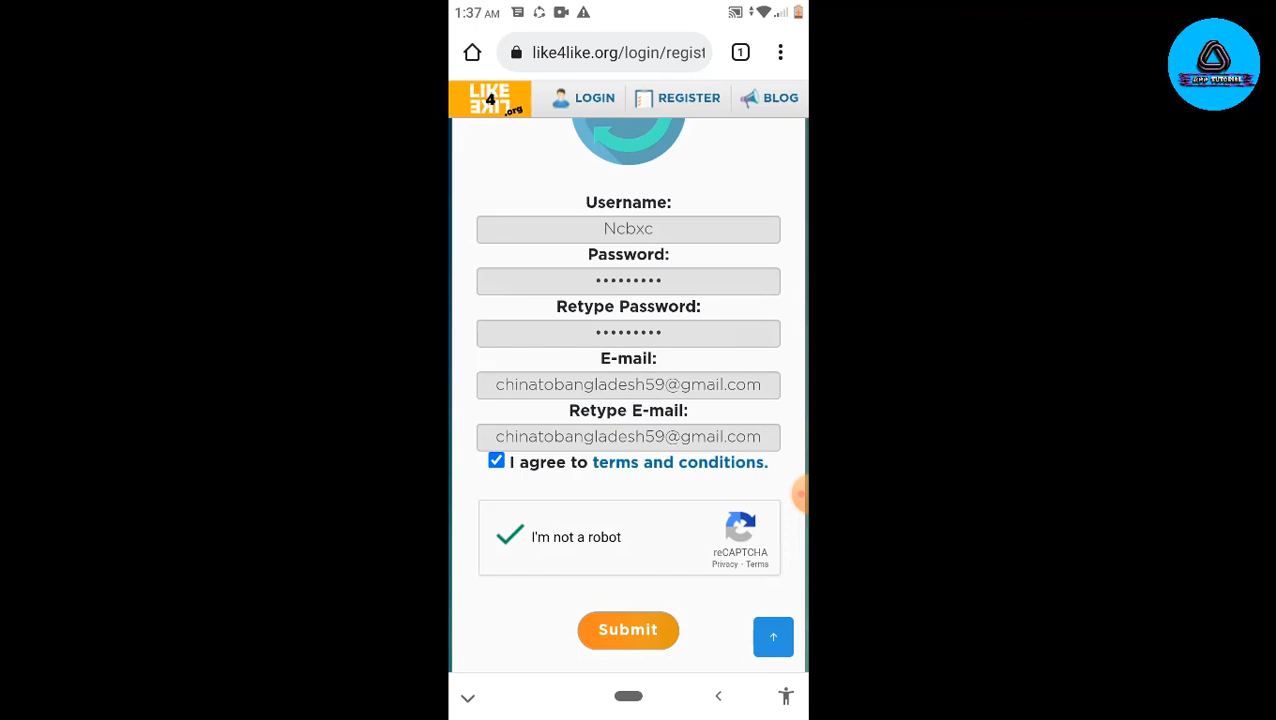 1:37 AM
like4like.org/login/regist
1
LIKE
4
LIKE
.org
LOGIN
REGISTER
BLOG
Username:
Ncbxc
Password:
•••••••••
Retype Password:
•••••••••
E-mail:
chinatobangladesh59@gmail.com
Retype E-mail:
chinatobangladesh59@gmail.com
I agree to terms and conditions.
I'm not a robot
reCAPTCHA
Privacy - Terms
Submit